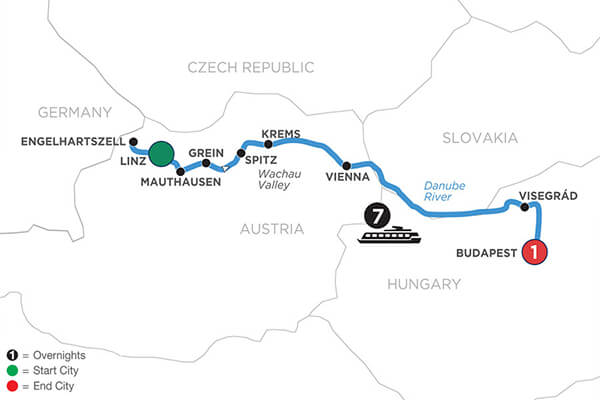 CZECH REPUBLIC
GERMANY
ENGELHARTSZELL
LINZ
MAUTHAUSEN
GREIN
SPITZ
KREMS
Wachau
Valley
VIENNA
SLOVAKIA
Danube
River
VISEGRÁD
7
AUSTRIA
BUDAPEST
1
HUNGARY
1 = Overnights
= Start City
= End City